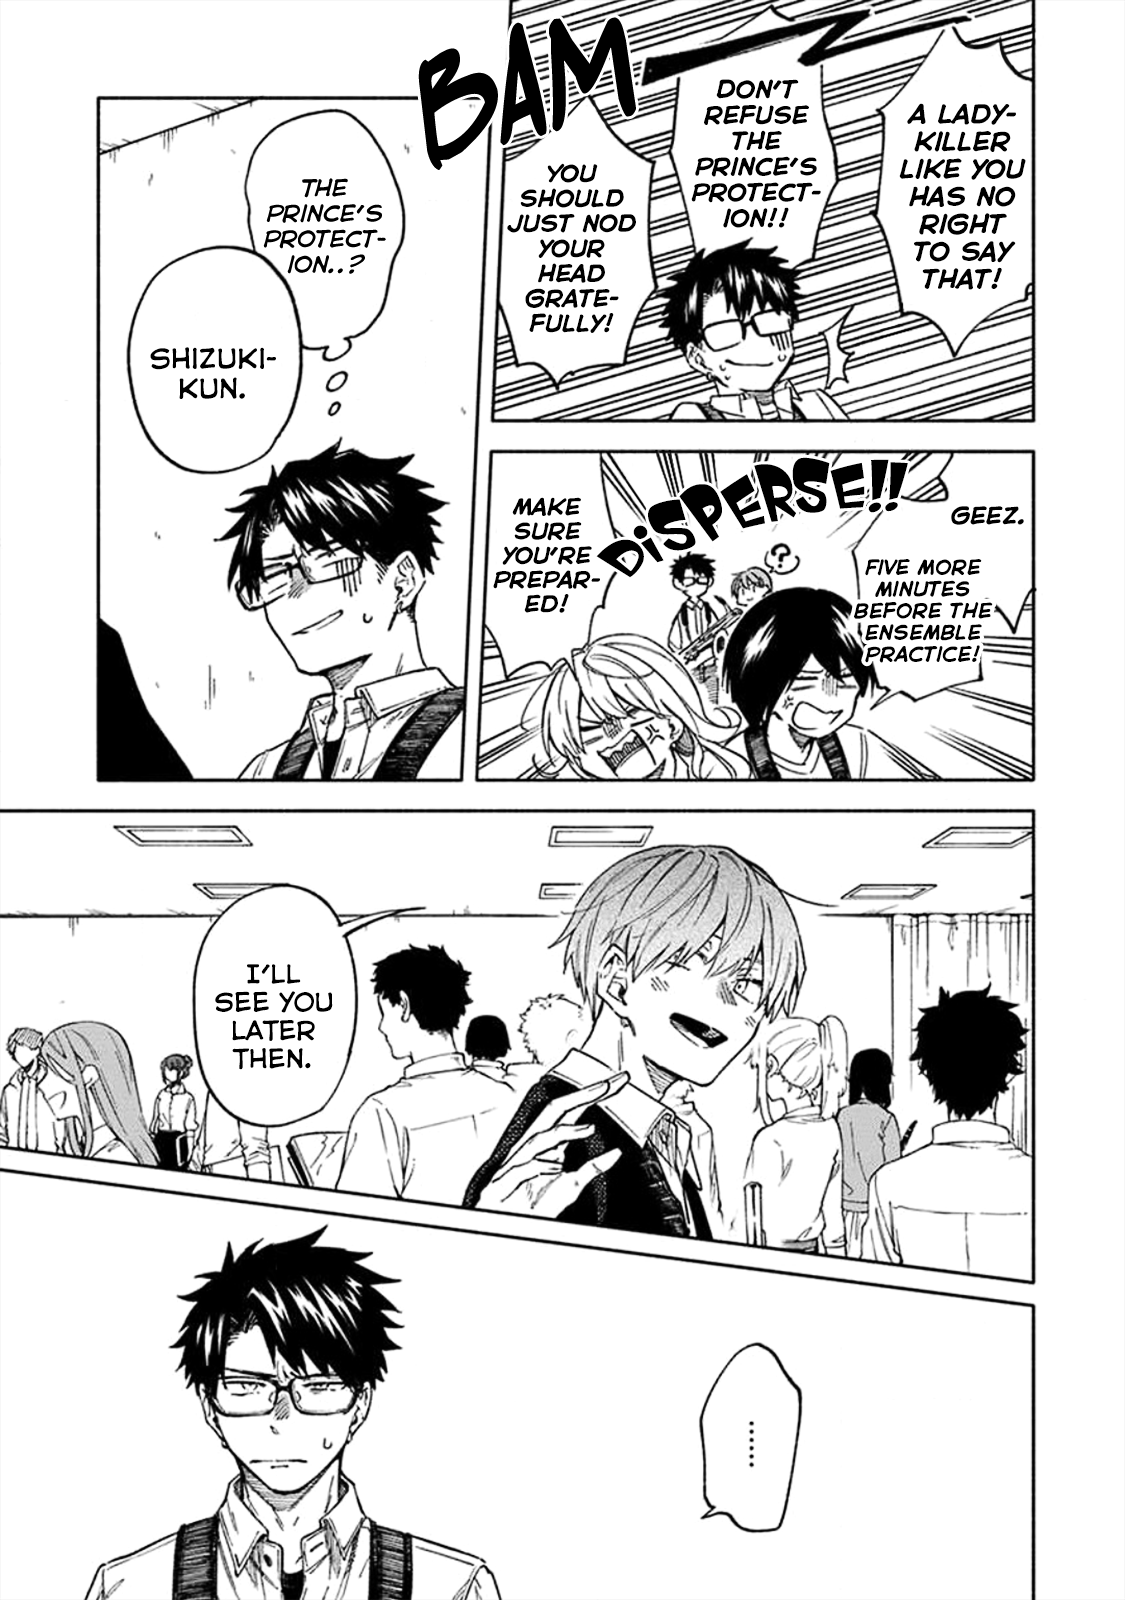 A LADY-
KILLER
LIKE YOU
HAS NO
RIGHT
TO SAY
THAT!
DON'T
REFUSE
THE
PRINCE'S
PROTECT-
ION!!
YOU
SHOULD
JUST NOD
YOUR
HEAD
GRATE-
FULLY!
BAM
THE
PRINCE'S
PROTECT-
ION..?
SHIZUKI-
KUN.
GEEZ.
FIVE MORE
MINUTES
BEFORE THE
ENSEMBLE
PRACTICE!
?
DISPERSE!!
MAKE
SURE
YOU'RE
PREPAR-
ED!
I'LL
SEE YOU
LATER
THEN.
......